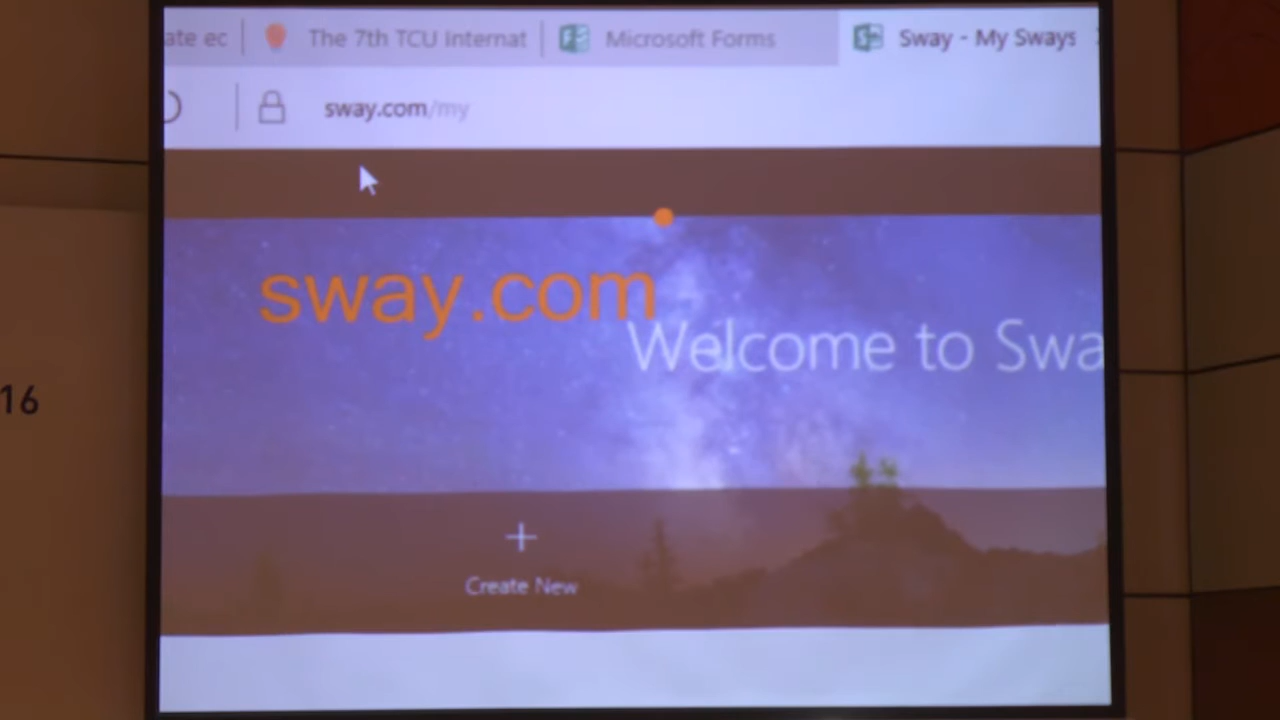 ate ec
The 7th TCU Internat
Microsoft Forms
Sway - My Sways
sway.com/my
sway.com
Welcome to Swa
16
Create New